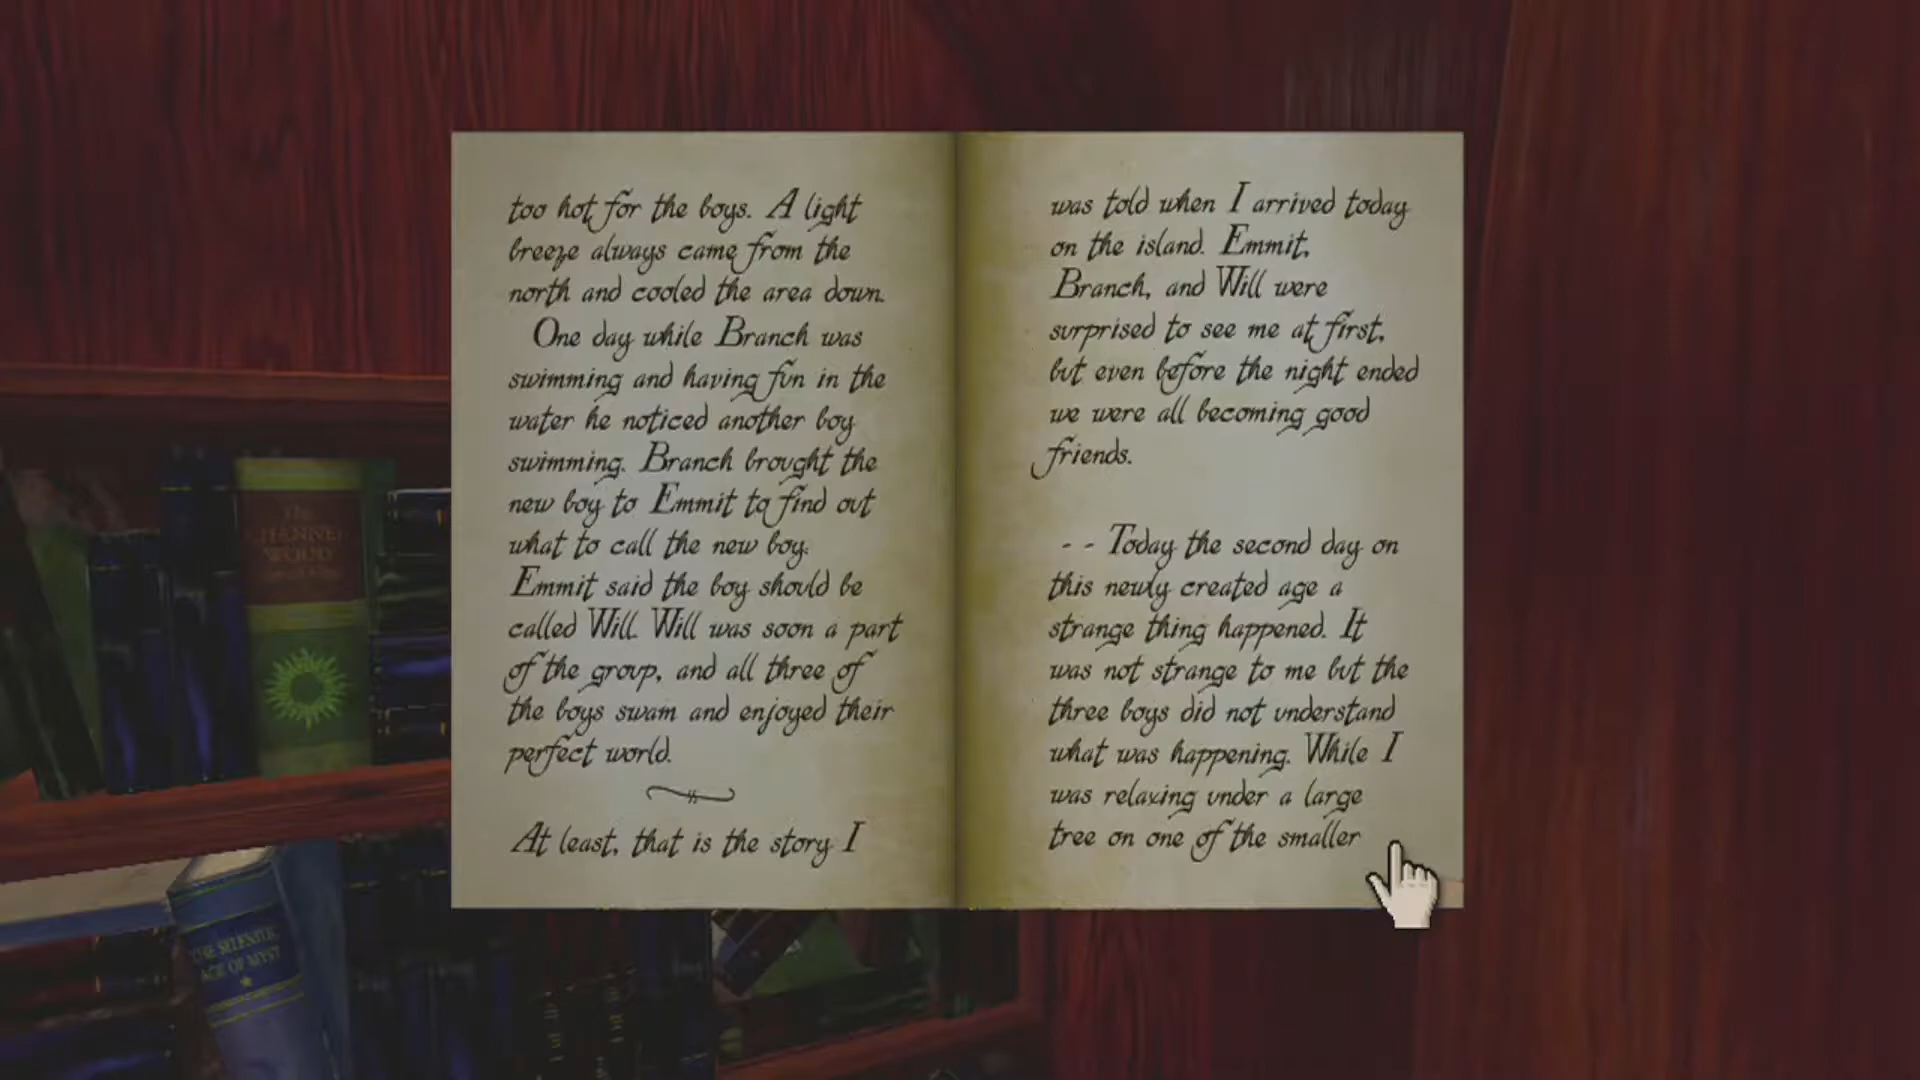 too hot for the boys. A light
breeze always came from the
north and cooled the area down.
One day while Branch was
swimming and having fun in the
water he noticed another boy
swimming. Branch brought the
new boy to Emmit to find out
what to call the new boy.
Emmit said the boy should be
called Will. Will was soon a part
of the group, and all three of
the boys swam and enjoyed their
perfect world.
At least, that is the story I
was told when I arrived today
on the island. Emmit,
Branch, and Will were
surprised to see me at first,
but even before the night ended
we were all becoming good
friends.
- - Today the second day on
this newly created age a
strange thing happened. It
was not strange to me but the
three boys did not understand
what was happening. While I
was relaxing under a large
tree on one of the smaller
The
CHANNEL
WOOD
THE SELENITIC
AGE OF MYST